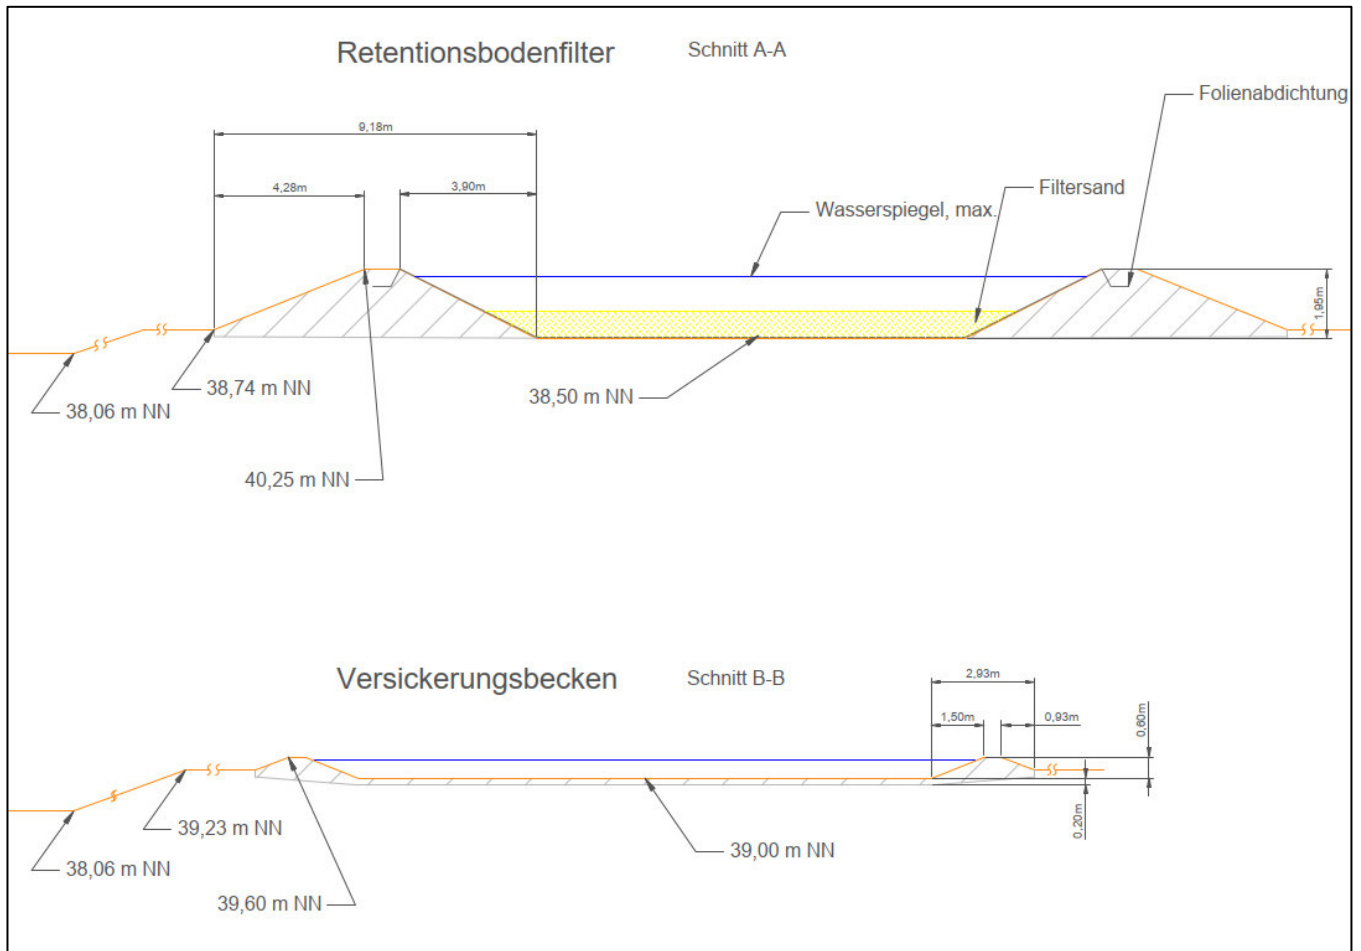 Retentionsbodenfilter Schnitt A-A
Folienabdichtung
9,18m
4,28m
3,90m
Filtersand
Wasserspiegel, max.
1,95m
38,74 m NN
38,06 m NN
38,50 m NN
40,25 m NN
Versickerungsbecken Schnitt B-B
2,93m
1,50m
0,93m
0,60m
0,20m
39,23 m NN
38,06 m NN
39,00 m NN
39,60 m NN